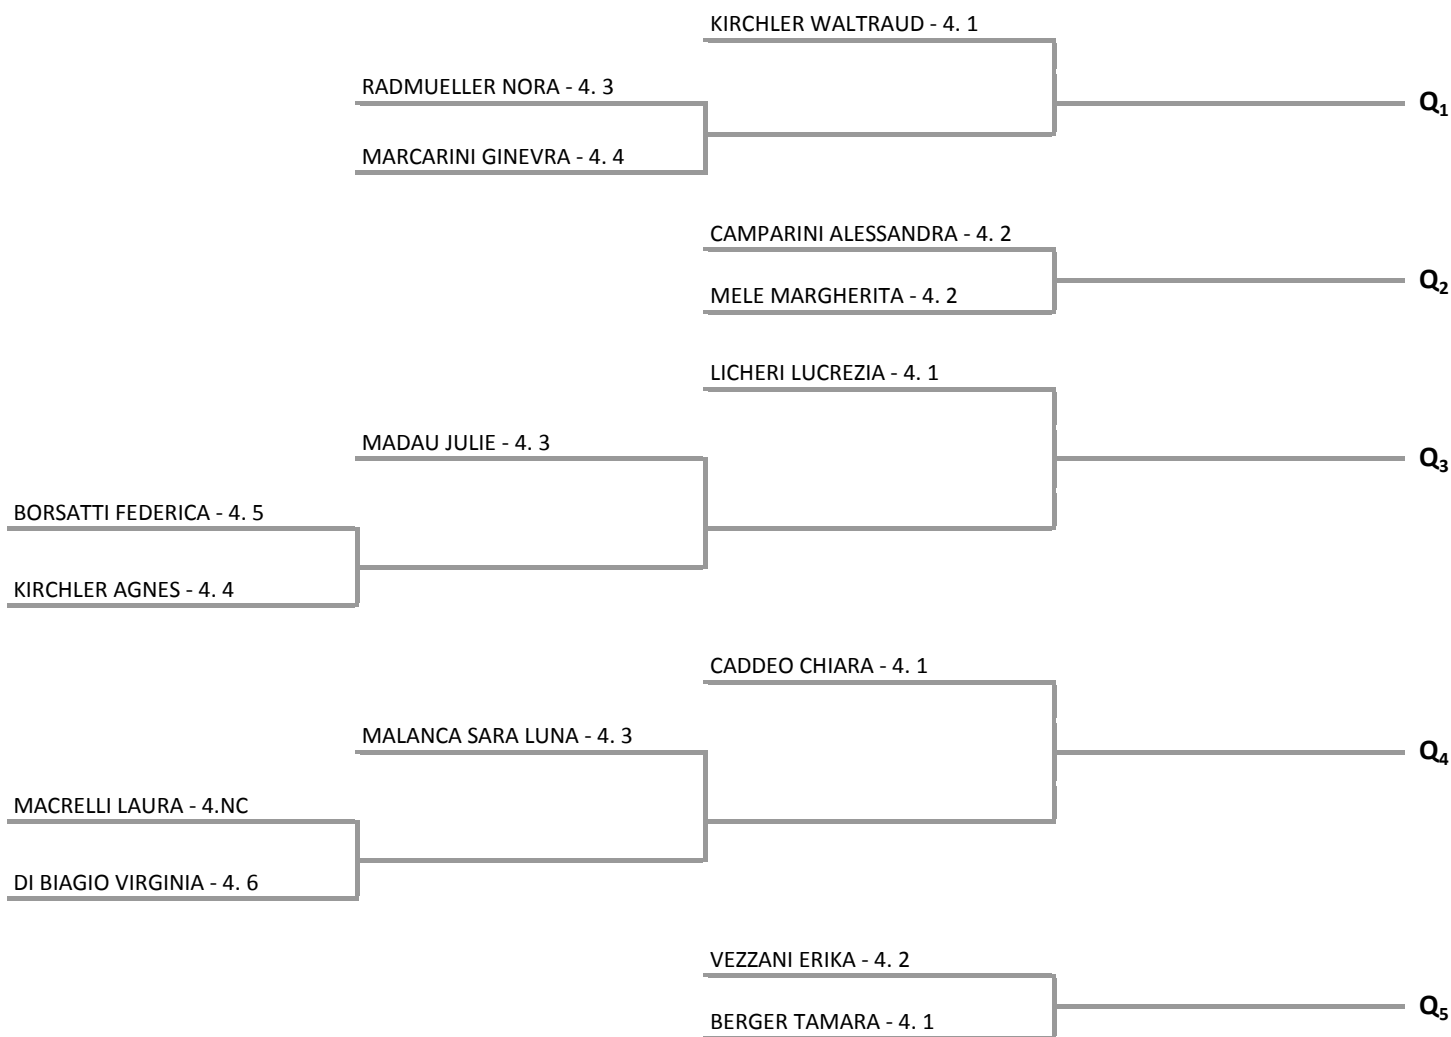 KIRCHLER WALTRAUD - 4. 1
RADMUELLER NORA - 4. 3
Q1
MARCARINI GINEVRA - 4. 4
CAMPARINI ALESSANDRA - 4. 2
Q2
MELE MARGHERITA - 4. 2
LICHERI LUCREZIA - 4. 1
MADAU JULIE - 4. 3
Q3
BORSATTI FEDERICA - 4. 5
KIRCHLER AGNES - 4. 4
CADDEO CHIARA - 4. 1
MALANCA SARA LUNA - 4. 3
Q4
MACRELLI LAURA - 4.NC
DI BIAGIO VIRGINIA - 4. 6
VEZZANI ERIKA - 4. 2
Q5
BERGER TAMARA - 4. 1